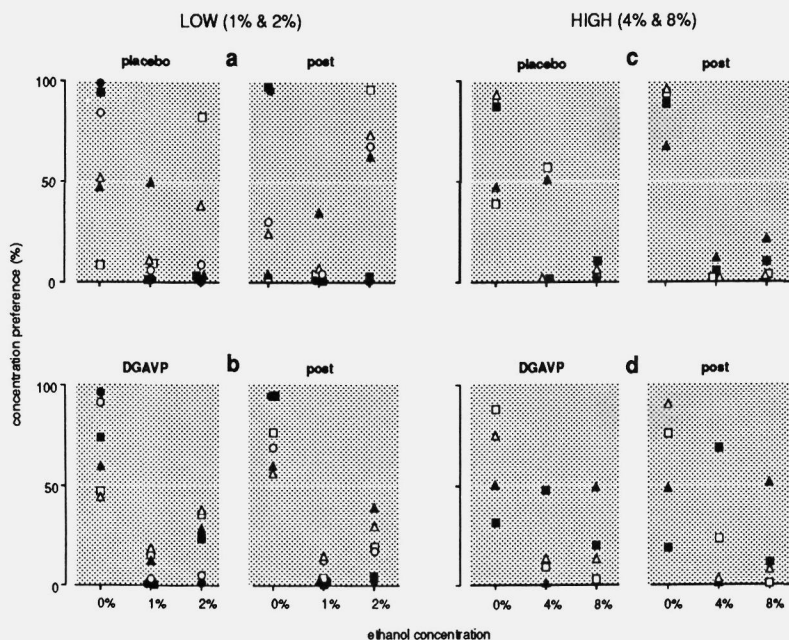 LOW (1% & 2%)
HIGH (4% & 8%)
placebo a post
placebo c post
concentration preference (%)
100
50
0
DGAVP b post
DGAVP d post
100
50
0
0% 1% 2% 0% 1% 2% 0% 4% 8% 0% 4% 8%
ethanol concentration